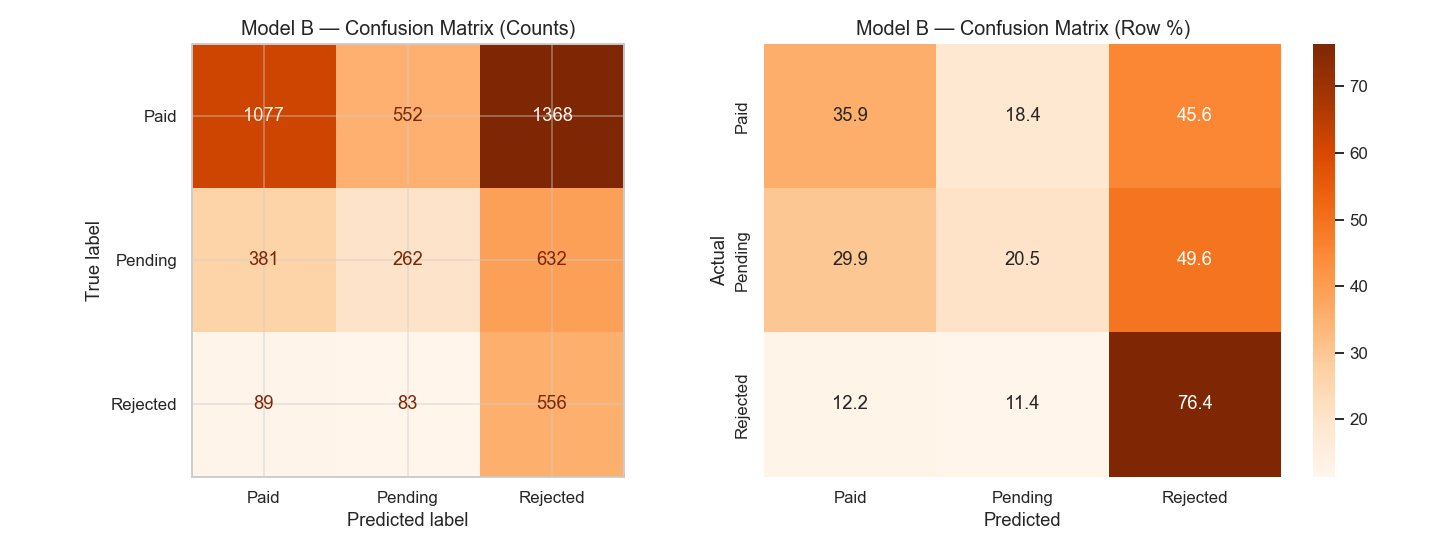 Model B — Confusion Matrix (Counts)
Paid
1077
552
1368
Pending
381
262
632
Rejected
89
83
556
True label
Paid
Pending
Rejected
Predicted label
Model B — Confusion Matrix (Row %)
Paid
35.9
18.4
45.6
Pending
29.9
20.5
49.6
Rejected
12.2
11.4
76.4
Actual
Paid
Pending
Rejected
Predicted
70
60
50
40
30
20